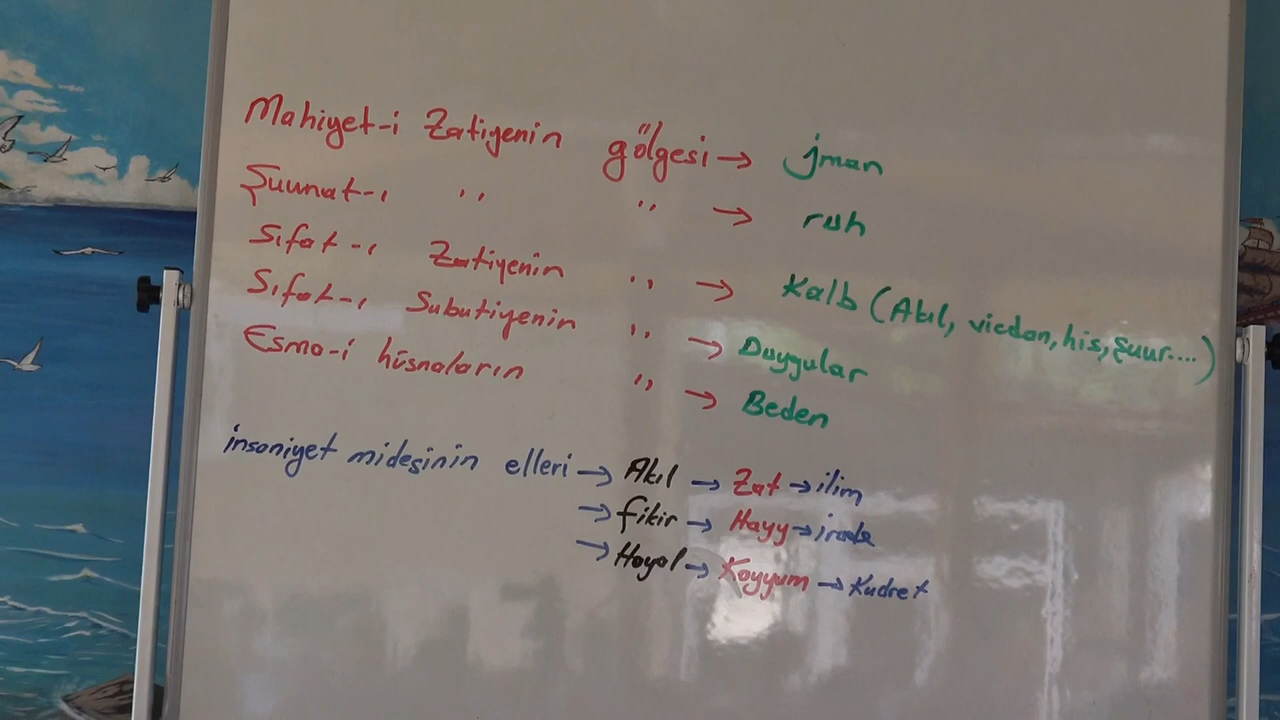 Mahiyet-i Zatiyenin gölgesi → iman
Şuunat-ı " " → ruh
Sıfat-ı Zatiyenin " → Kalb (Akıl, vicdan, his, şuur....)
Sıfat-ı Subutiyenin " → Duygular
Esma-i hüsnaların " → Beden
insaniyet midesinin elleri → Akıl → Zat → ilim
→ fikir → Hayy → irade
→ Hayal → Kayyum → Kudret